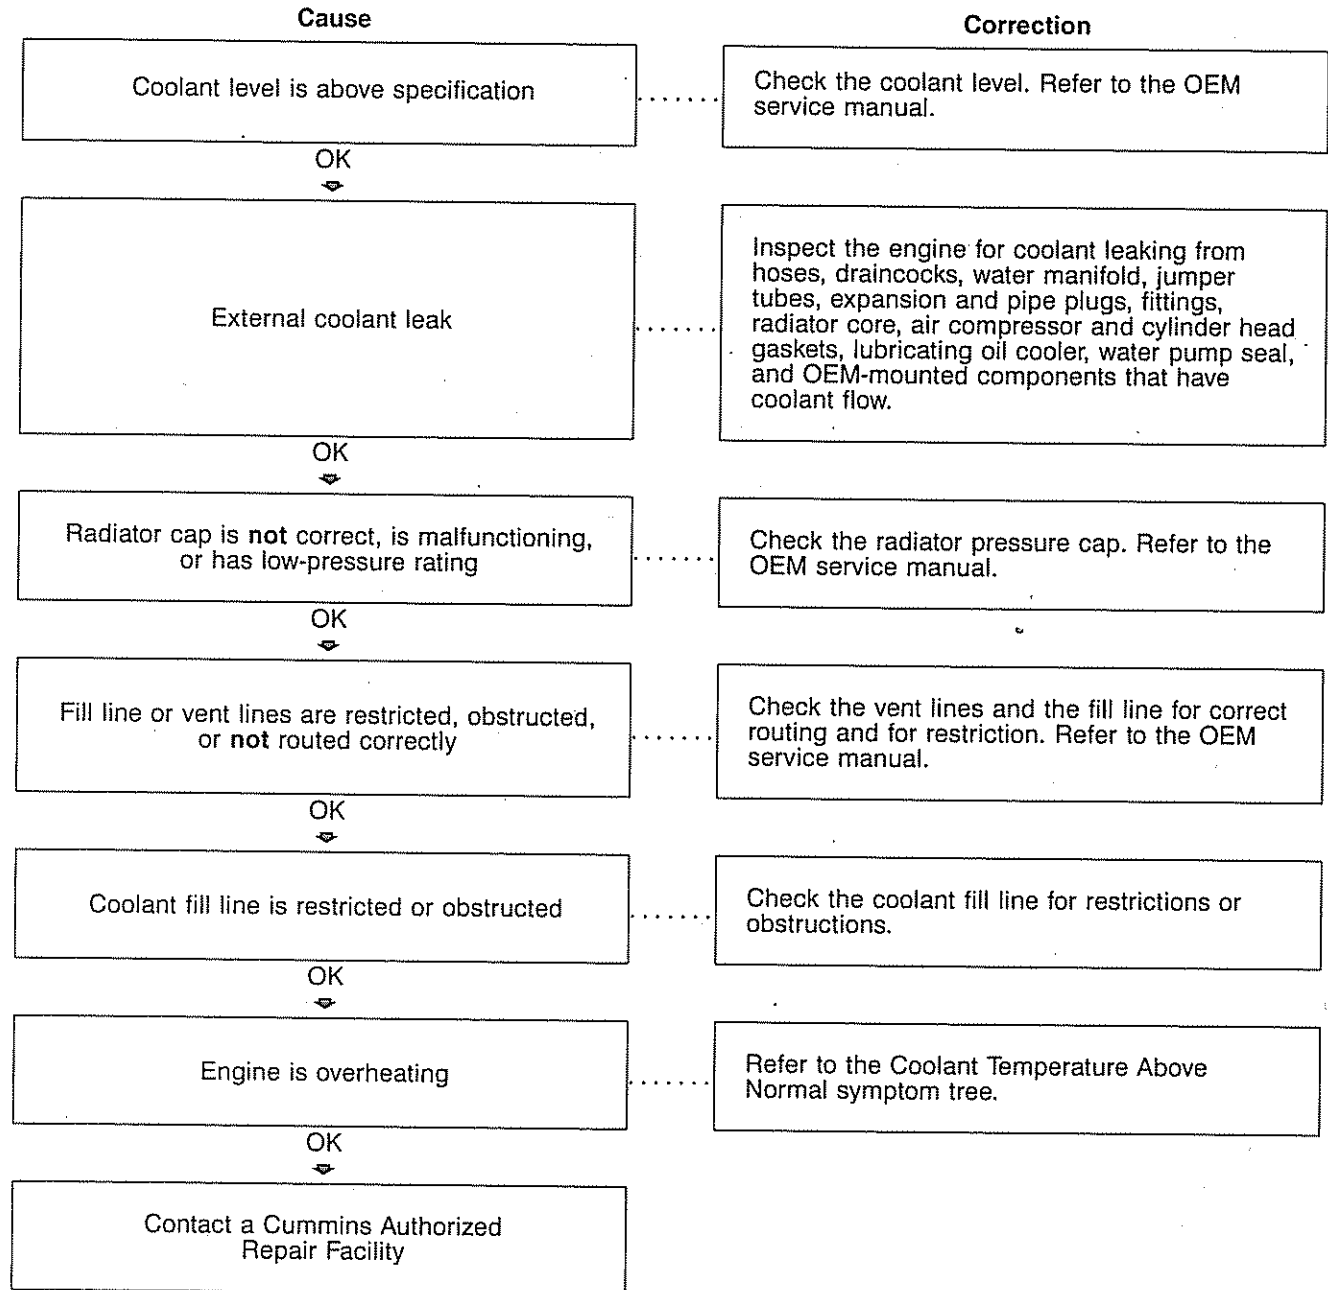 Cause
Correction
Coolant level is above specification
Check the coolant level. Refer to the OEM
service manual.
OK
External coolant leak
Inspect the engine for coolant leaking from
hoses, draincocks, water manifold, jumper
tubes, expansion and pipe plugs, fittings,
radiator core, air compressor and cylinder head
gaskets, lubricating oil cooler, water pump seal,
and OEM-mounted components that have
coolant flow.
OK
Radiator cap is not correct, is malfunctioning,
or has low-pressure rating
Check the radiator pressure cap. Refer to the
OEM service manual.
OK
Fill line or vent lines are restricted, obstructed,
or not routed correctly
Check the vent lines and the fill line for correct
routing and for restriction. Refer to the OEM
service manual.
OK
Coolant fill line is restricted or obstructed
Check the coolant fill line for restrictions or
obstructions.
OK
Engine is overheating
Refer to the Coolant Temperature Above
Normal symptom tree.
OK
Contact a Cummins Authorized
Repair Facility